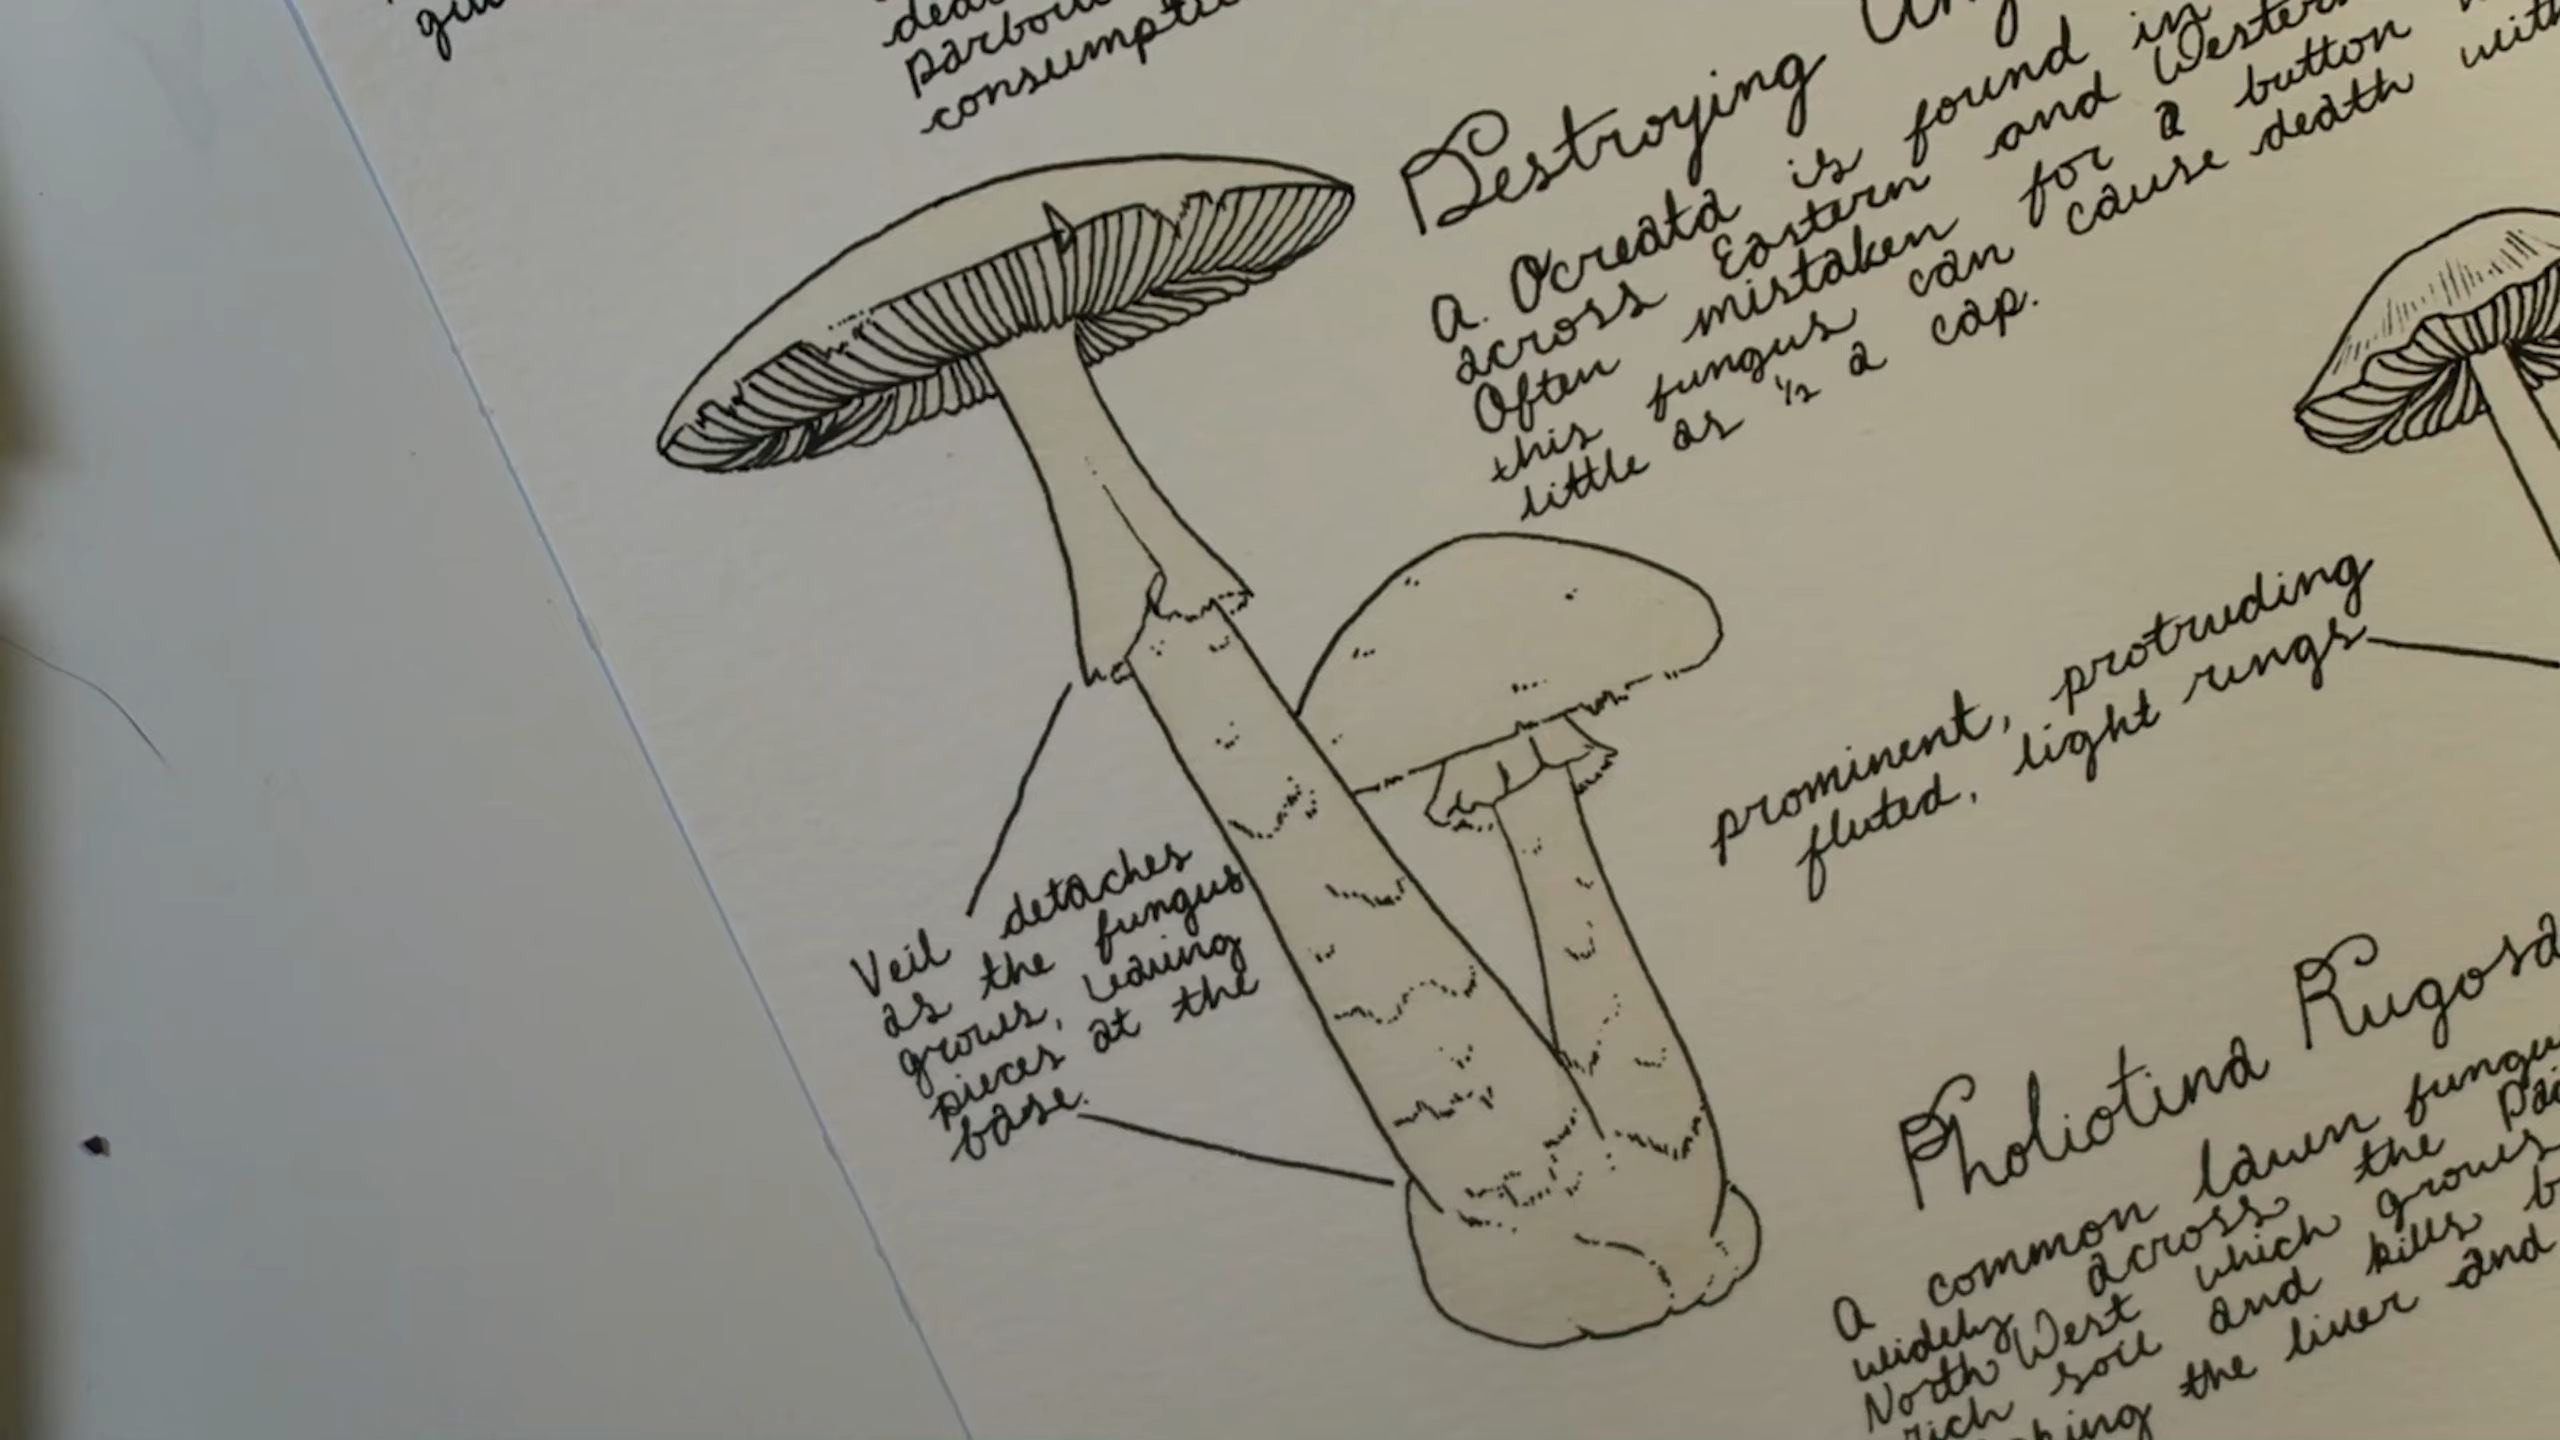 parboil
consumption
Destroying
A. Ocreata is found in
across Eastern and Western
Often mistaken for a button
this fungus can cause death with
little as 1/2 a cap.
prominent, protruding
fluted, light rings
Veil detaches
as the fungus
grows, leaving
pieces at the
base.
Pholiotina Rugosa
A common lawn fungus
widely across the
North West which grows
rich soil and kills
the liver and